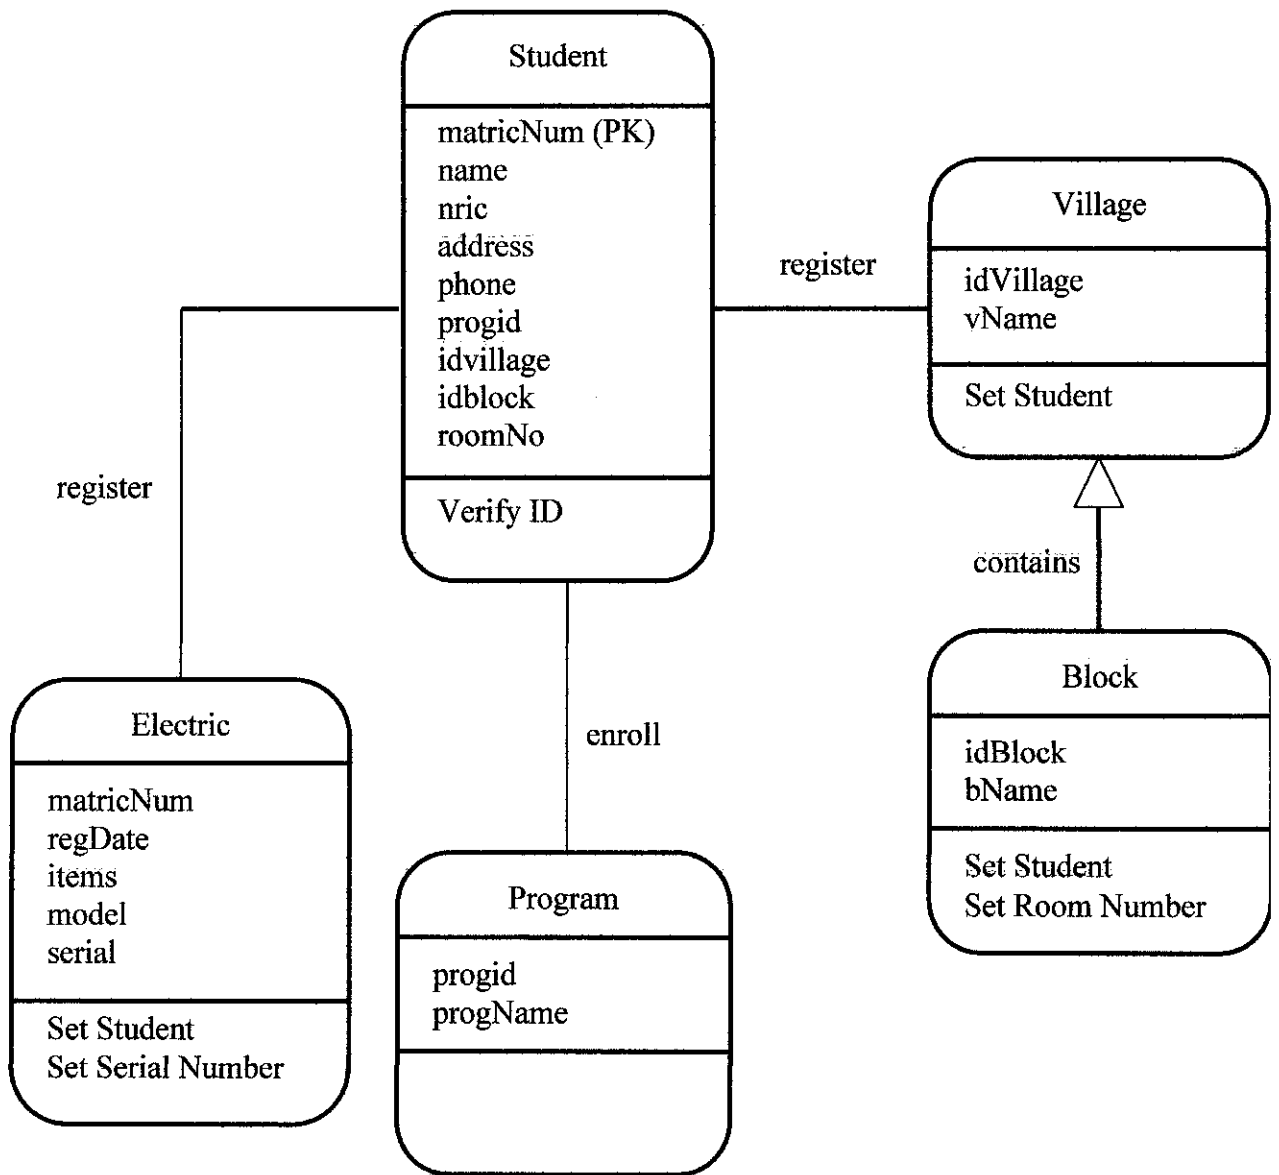 Student
matricNum (PK)
name
nric
address
phone
progid
idvillage
idblock
roomNo
Verify ID
register
Village
idVillage
vName
Set Student
register
contains
Block
idBlock
bName
Set Student
Set Room Number
Electric
matricNum
regDate
items
model
serial
Set Student
Set Serial Number
enroll
Program
progid
progName